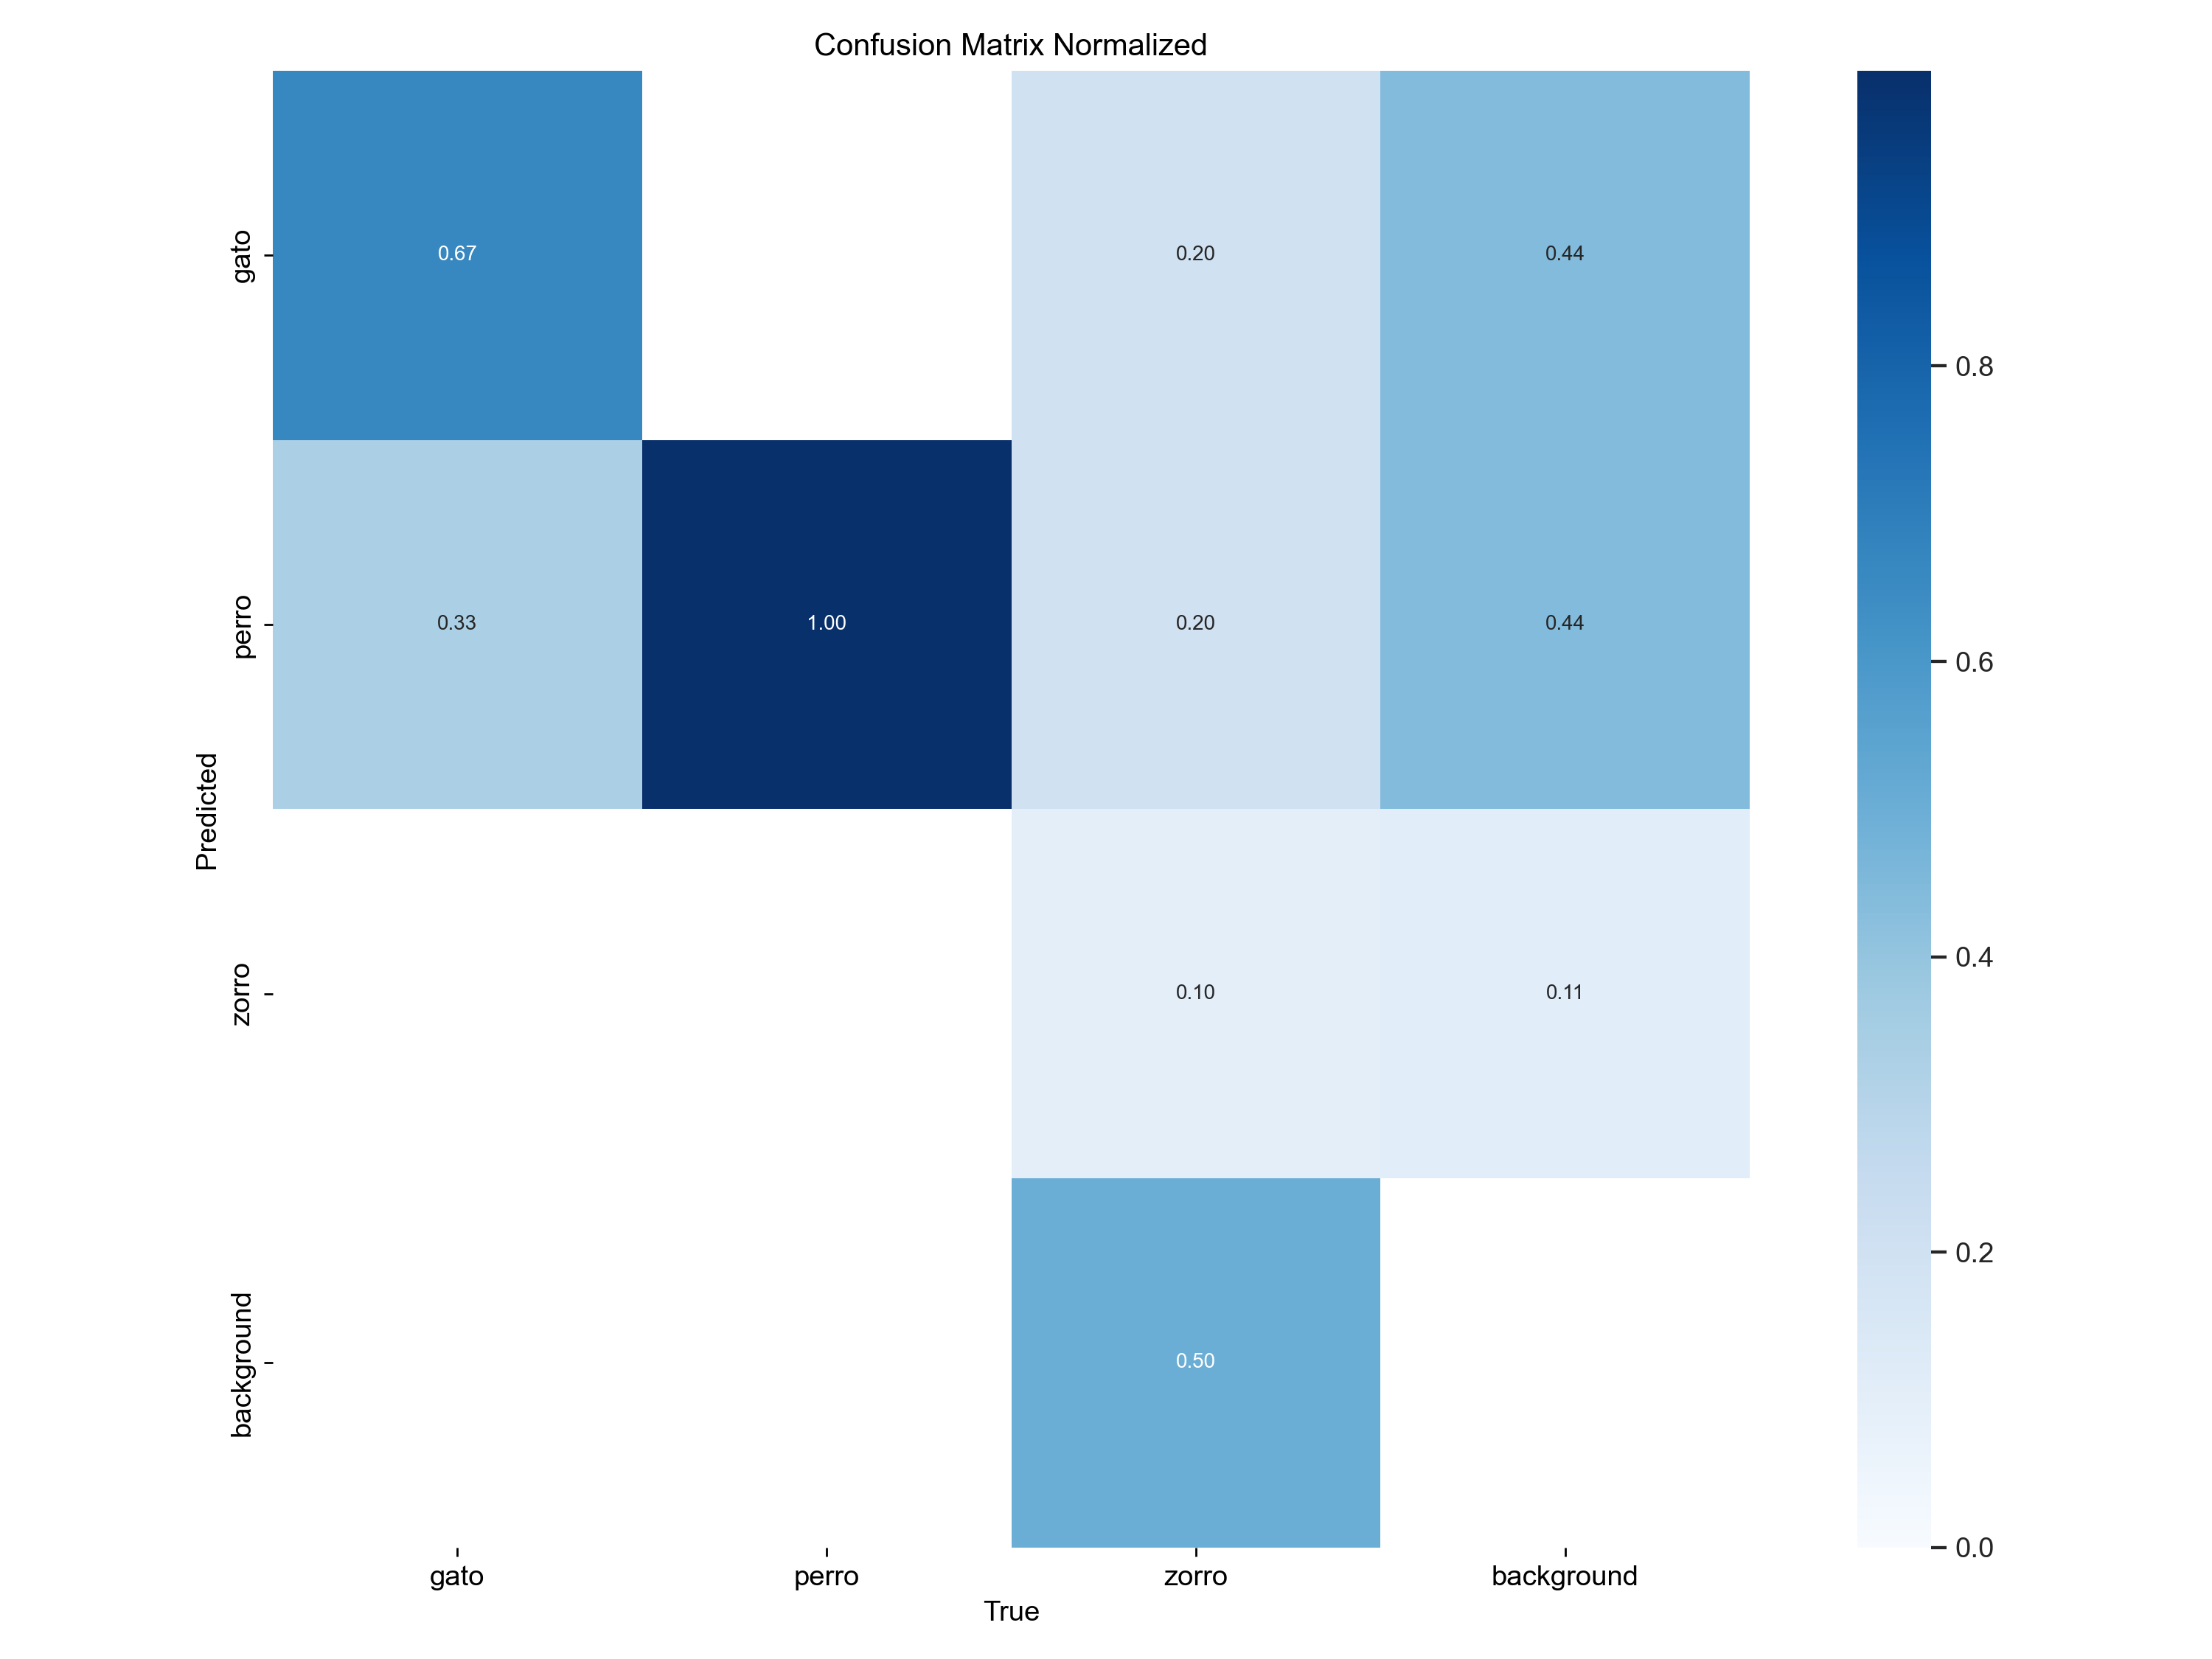 Confusion Matrix Normalized
gato
0.67
0.20
0.44
0.8
perro
0.33
1.00
0.20
0.44
0.6
Predicted
0.4
zorro
0.10
0.11
0.2
background
0.50
0.0
gato
perro
zorro
background
True